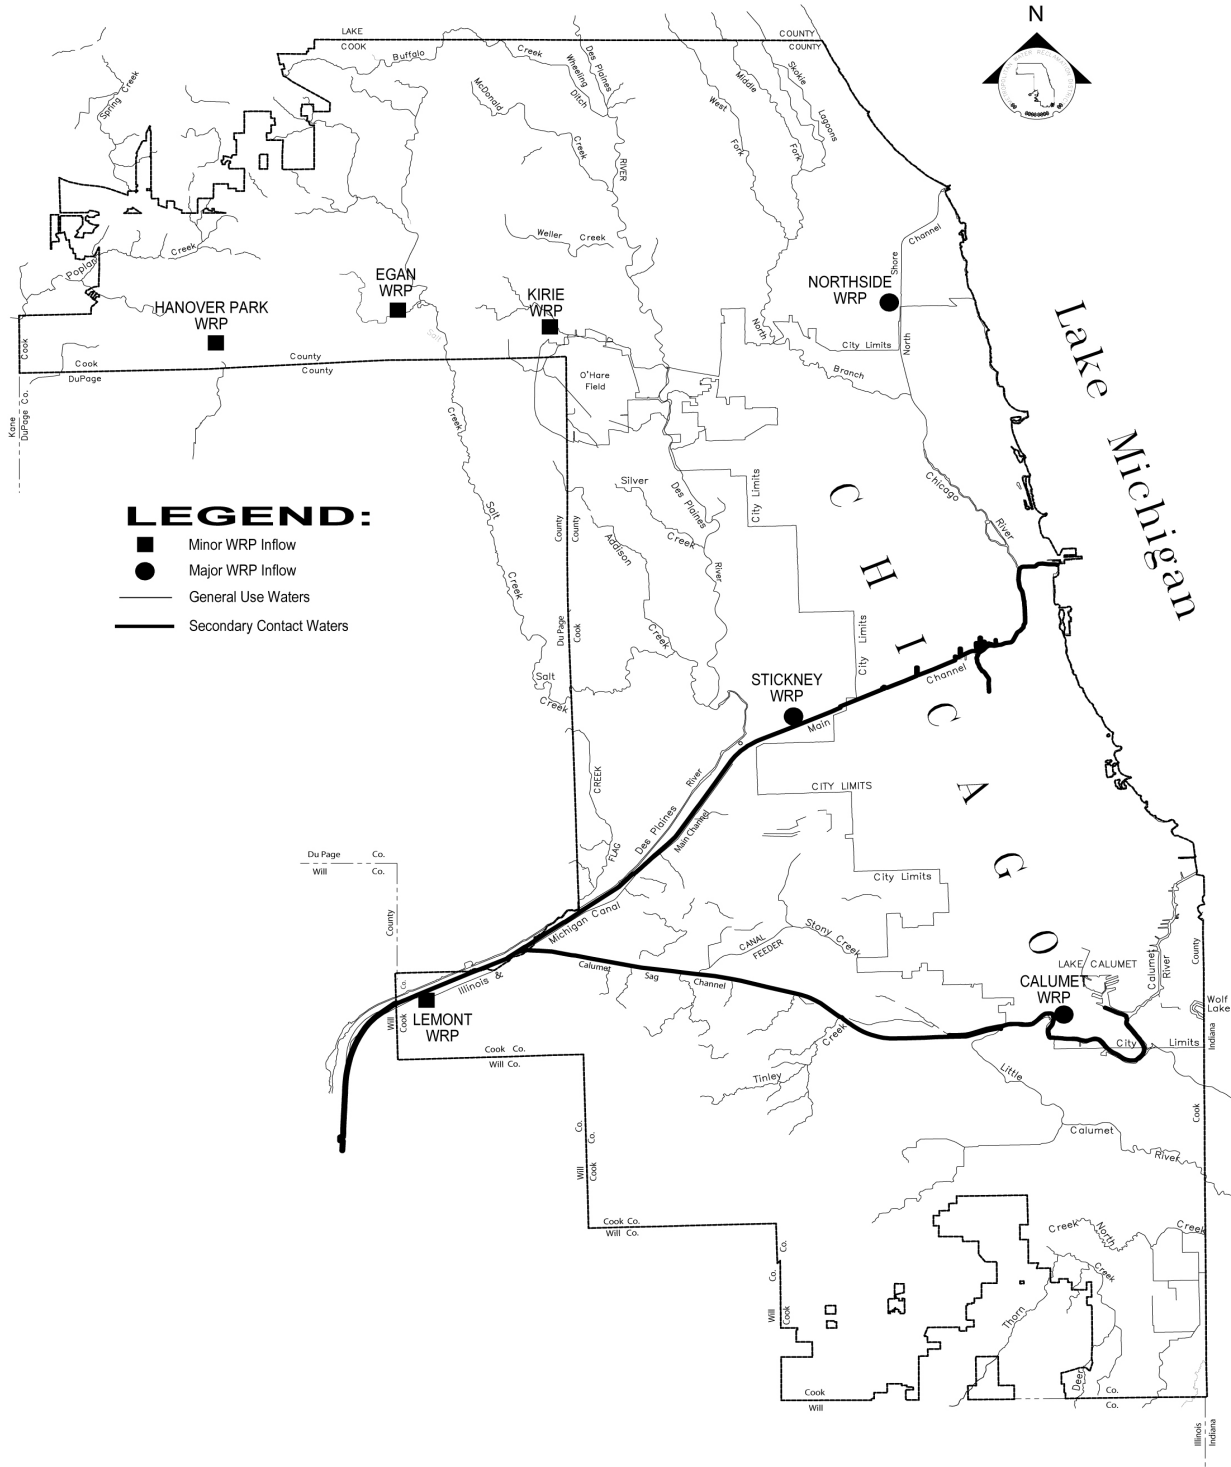 N
LAKE
COUNTY
COOK
COUNTY
Buffalo
Creek
Wheeling
Ditch
Des Plaines
RIVER
McDonald
Creek
Spring Creek
West
Fork
Middle
Fork
Skokie
Lagoons
Weller Creek
Poplar
Creek
EGAN
WRP
KIRIE
WRP
HANOVER PARK
WRP
NORTHSIDE
WRP
Channel
Shore
North
North
Branch
City Limits
Cook
Cook
DuPage
County
County
Kane
DuPage Co.
O'Hare
Field
Salt
Creek
Salt
Creek
Salt
Creek
Lake Michigan
LEGEND:
Minor WRP Inflow
Major WRP Inflow
General Use Waters
Secondary Contact Waters
Silver
Creek
Addison
Creek
Des Plaines
River
City Limits
County
County
Du Page
Cook
Chicago
River
CHICAGO
City Limits
STICKNEY
WRP
Main
Channel
CITY LIMITS
City Limits
CREEK
FLAG
Des Plaines
River
Main Channel
Du Page Co.
Will Co.
County
Co.
Will
Cook
Illinois &
Michigan Canal
LEMONT
WRP
Calumet
Sag
Channel
CANAL
FEEDER
Stony Creek
LAKE CALUMET
CALUMET
WRP
Calumet
River
County
Wolf
Lake
Indiana
City Limits
Cook
Creek
Tinley
Little
Calumet
River
Cook Co.
Will Co.
Co.
Co.
Will
Cook
Cook Co.
Will Co.
Co.
Co.
Will
Cook
Creek
North
Creek
Creek
Thorn
Deer
Cook
Will
Co.
Co.
Illinois
Indiana